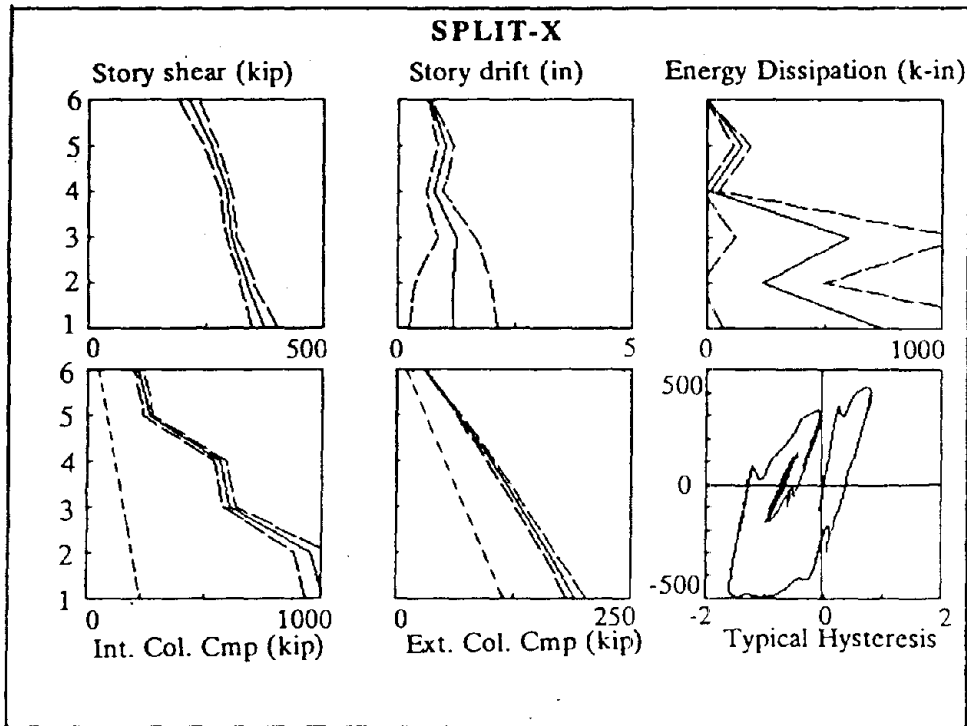 SPLIT-X
Story shear (kip) Story drift (in) Energy Dissipation (k-in)
6
5
4
3
2
1
0 500 0 5 0 1000
6
5
4
3
2
1
0 1000 0 250
500
0
-500
-2 0 2
Int. Col. Cmp (kip) Ext. Col. Cmp (kip) Typical Hysteresis